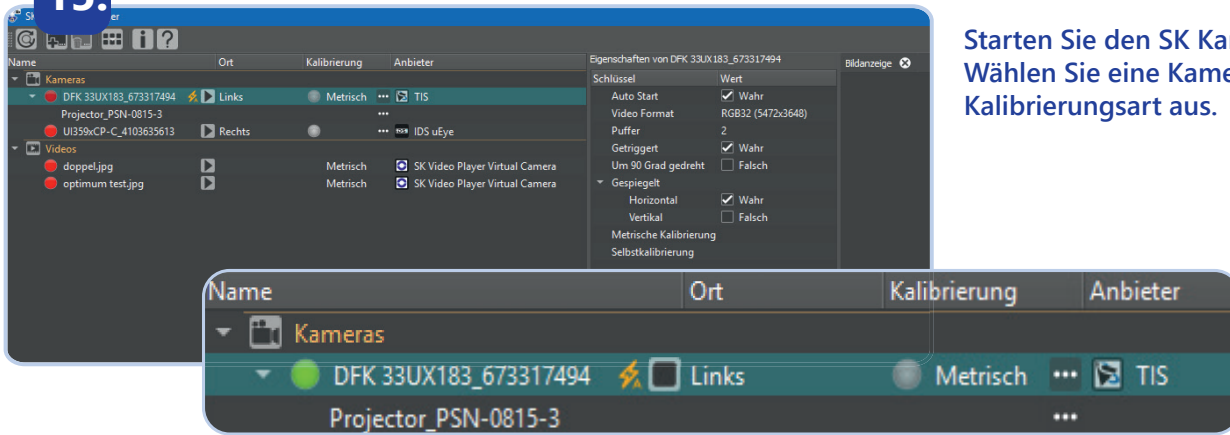 15.
Starten Sie den SK
Wählen Sie eine
Kalibrierungsart aus.
Name Ort Kalibrierung Anbieter
Kameras
DFK 33UX183_673317494 Links Metrisch ... TIS
Projector_PSN-0815-3 ...
UI359xCP-C_4103635613 Rechts ... IDS uEye
Videos
doppel.jpg Metrisch SK Video Player Virtual Camera
optimum test.jpg Metrisch SK Video Player Virtual Camera
Eigenschaften von DFK 33UX183_673317494
Schlüssel Wert
Auto Start Wahr
Video Format RGB32 (5472x3648)
Puffer 2
Getriggert Wahr
Um 90 Grad gedreht Falsch
Gespiegelt
Horizontal Wahr
Vertikal Falsch
Metrische Kalibrierung
Selbstkalibrierung
Bildanzeige
Name Ort Kalibrierung Anbieter
Kameras
DFK 33UX183_673317494 Links Metrisch ... TIS
Projector_PSN-0815-3 ...